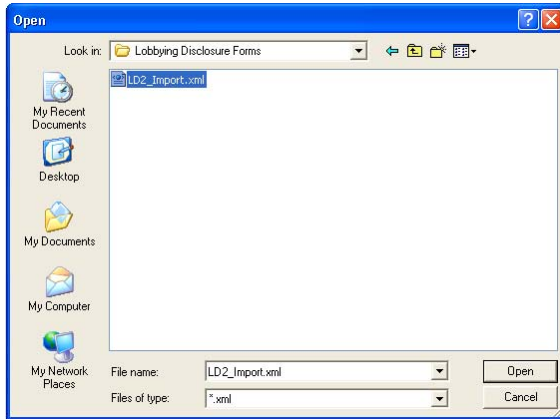 Open
Look in: Lobbying Disclosure Forms
LD2_Import.xml
My Recent
Documents
Desktop
My Documents
My Computer
My Network
Places
File name: LD2_Import.xml Open
Files of type: *.xml Cancel